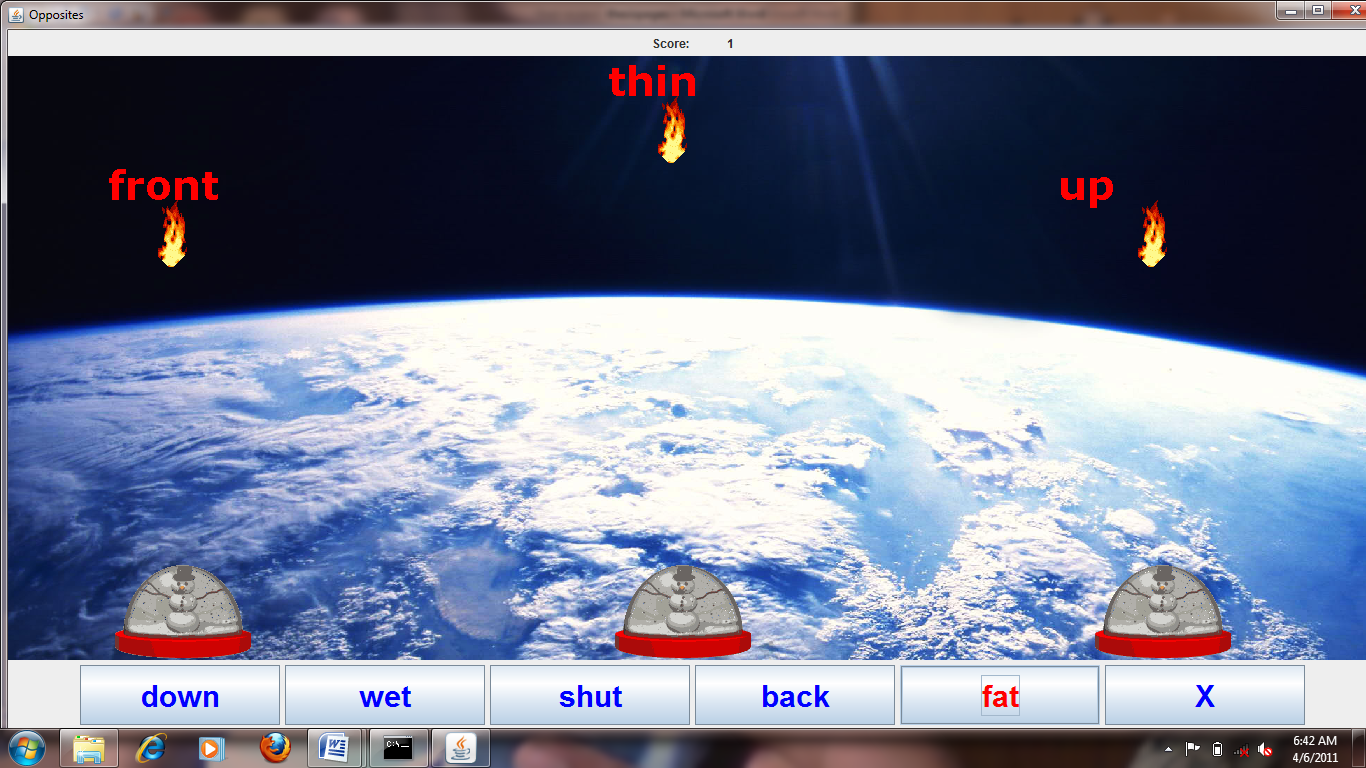 Opposites
Score: 1
thin
front
up
down wet shut back fat X
C:\>_
6:42 AM
4/6/2011